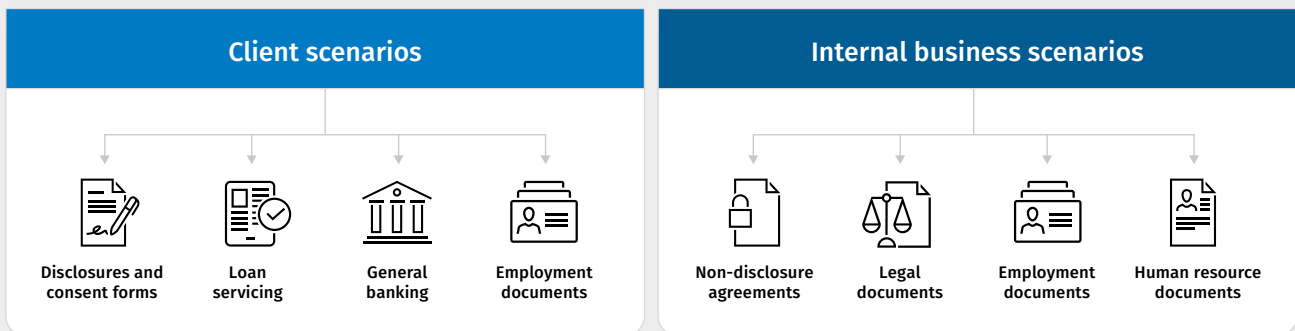 Client scenarios
Disclosures and
consent forms
Loan
servicing
General
banking
Employment
documents
Internal business scenarios
Non-disclosure
agreements
Legal
documents
Employment
documents
Human resource
documents